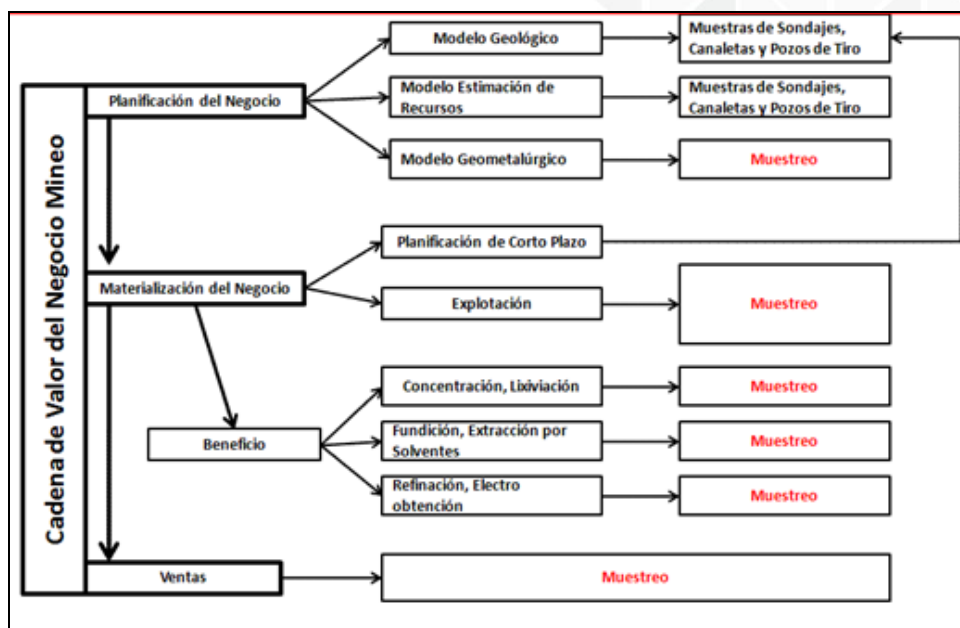 Cadena de Valor del Negocio Mineo
Planificación del Negocio
Modelo Geológico
Muestras de Sondajes,
Canaletas y Pozos de Tiro
Modelo Estimación de
Recursos
Muestras de Sondajes,
Canaletas y Pozos de Tiro
Modelo Geometalúrgico
Muestreo
Materialización del Negocio
Planificación de Corto Plazo
Explotación
Muestreo
Beneficio
Concentración, Lixiviación
Muestreo
Fundición, Extracción por
Solventes
Muestreo
Refinación, Electro
obtención
Muestreo
Ventas
Muestreo